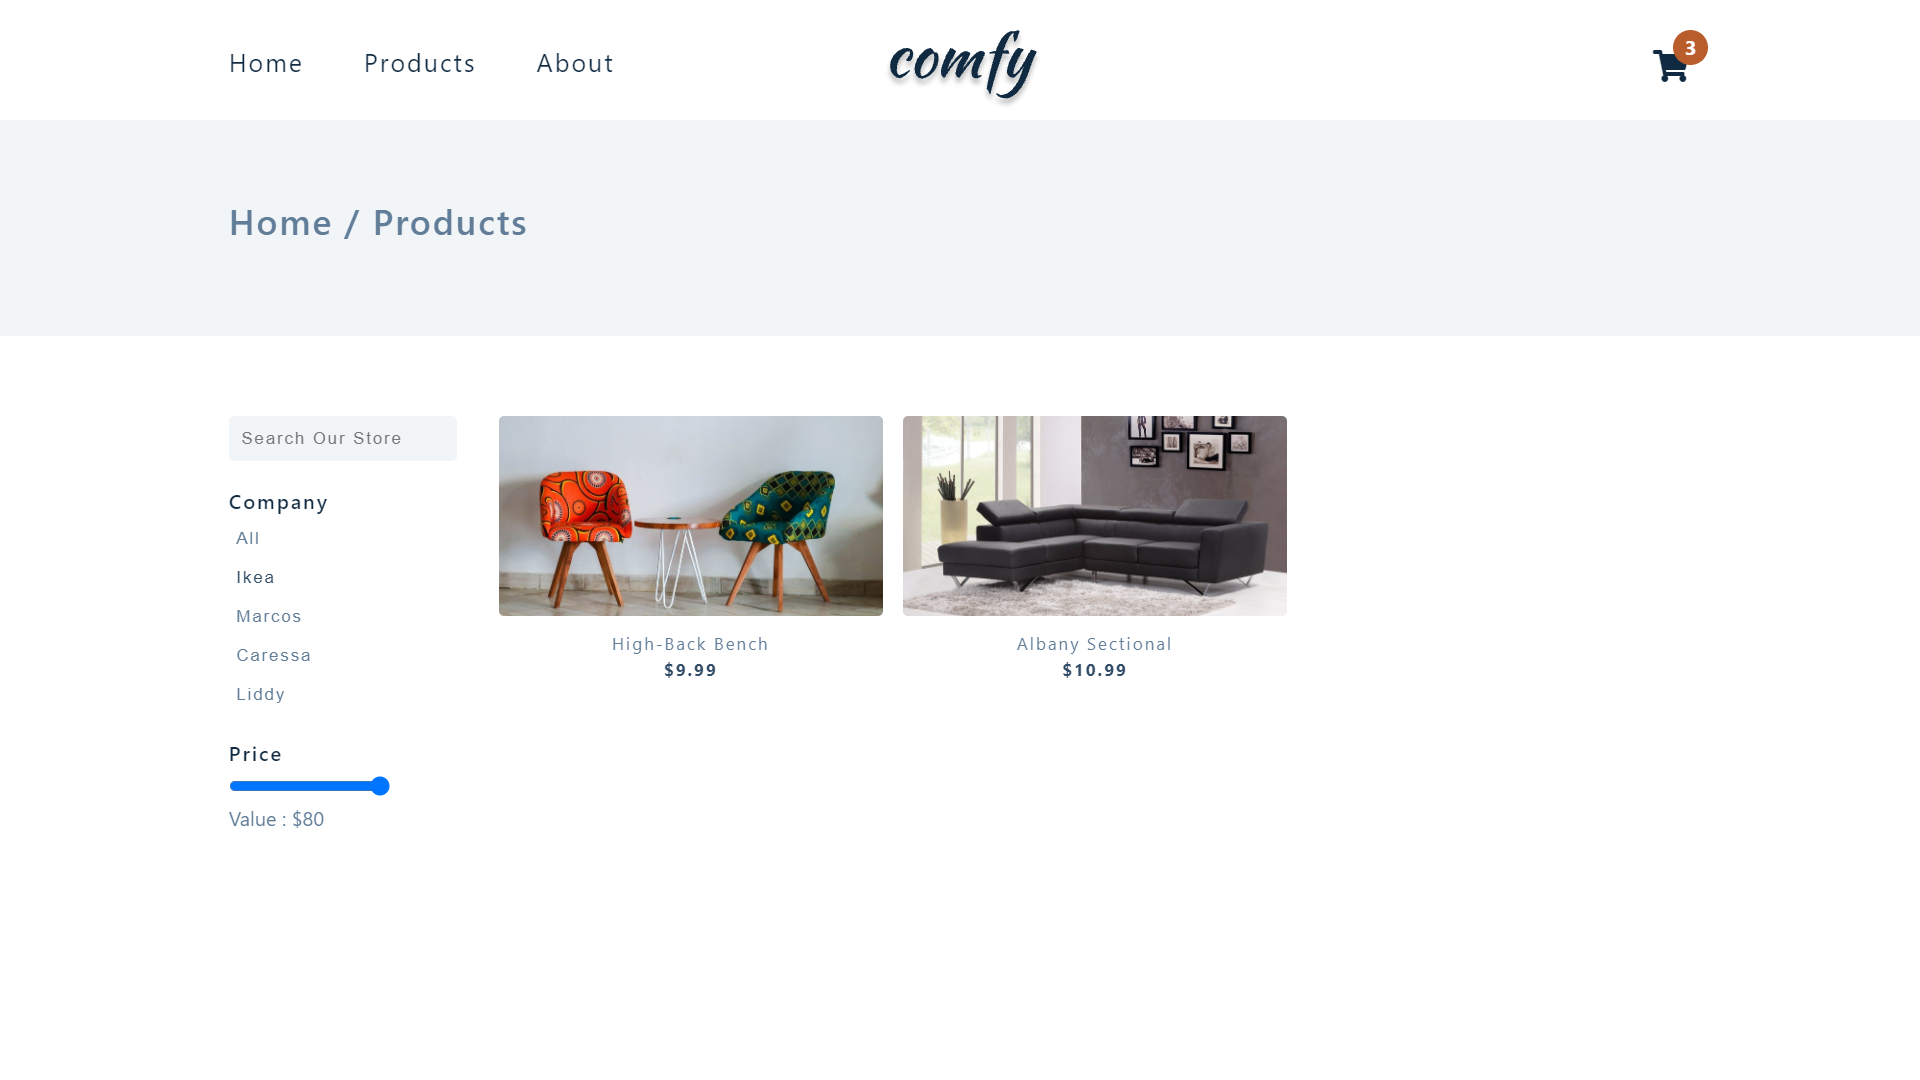 Home Products About comfy 3
Home / Products
Search Our Store
Company
All
Ikea
Marcos
Caressa
Liddy
Price
Value : $80
High-Back Bench
$9.99
Albany Sectional
$10.99